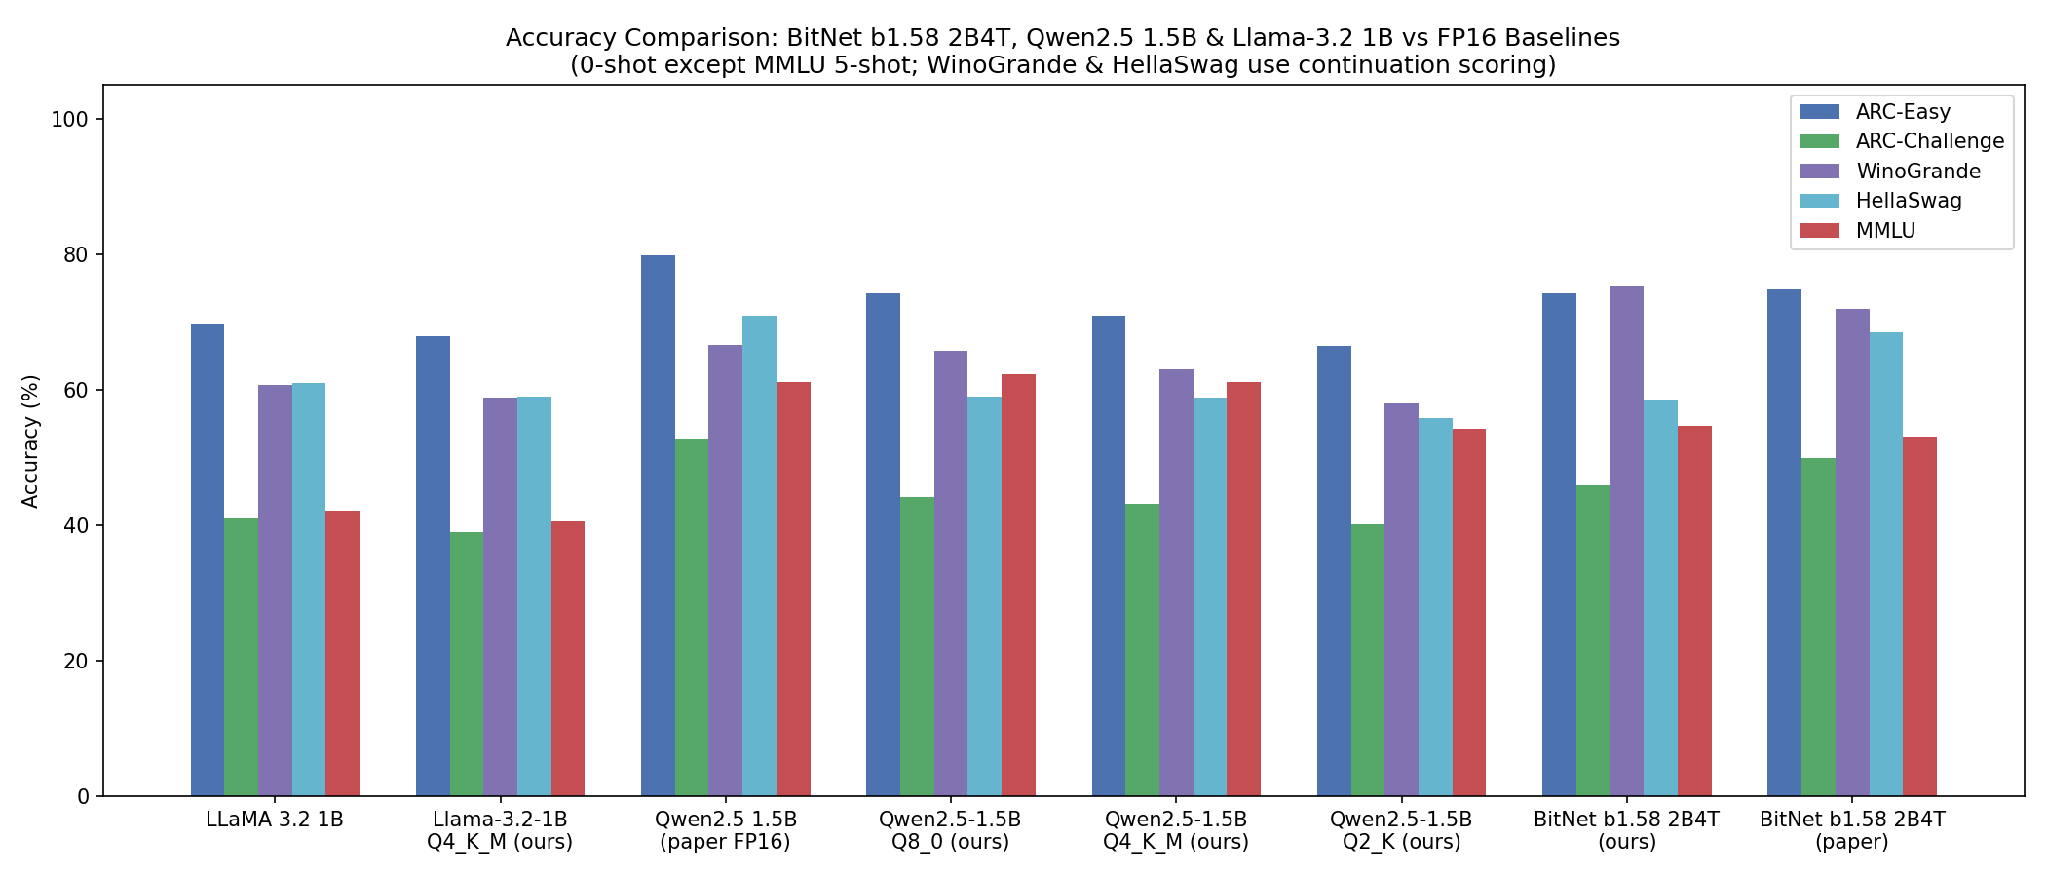 Accuracy Comparison: BitNet b1.58 2B4T, Qwen2.5 1.5B & Llama-3.2 1B vs FP16 Baselines
(0-shot except MMLU 5-shot; WinoGrande & HellaSwag use continuation scoring)
ARC-Easy
ARC-Challenge
WinoGrande
HellaSwag
MMLU
Accuracy (%)
100
80
60
40
20
0
LLaMA 3.2 1B
Llama-3.2-1B
Q4_K_M (ours)
Qwen2.5 1.5B
(paper FP16)
Qwen2.5-1.5B
Q8_0 (ours)
Qwen2.5-1.5B
Q4_K_M (ours)
Qwen2.5-1.5B
Q2_K (ours)
BitNet b1.58 2B4T
(ours)
BitNet b1.58 2B4T
(paper)